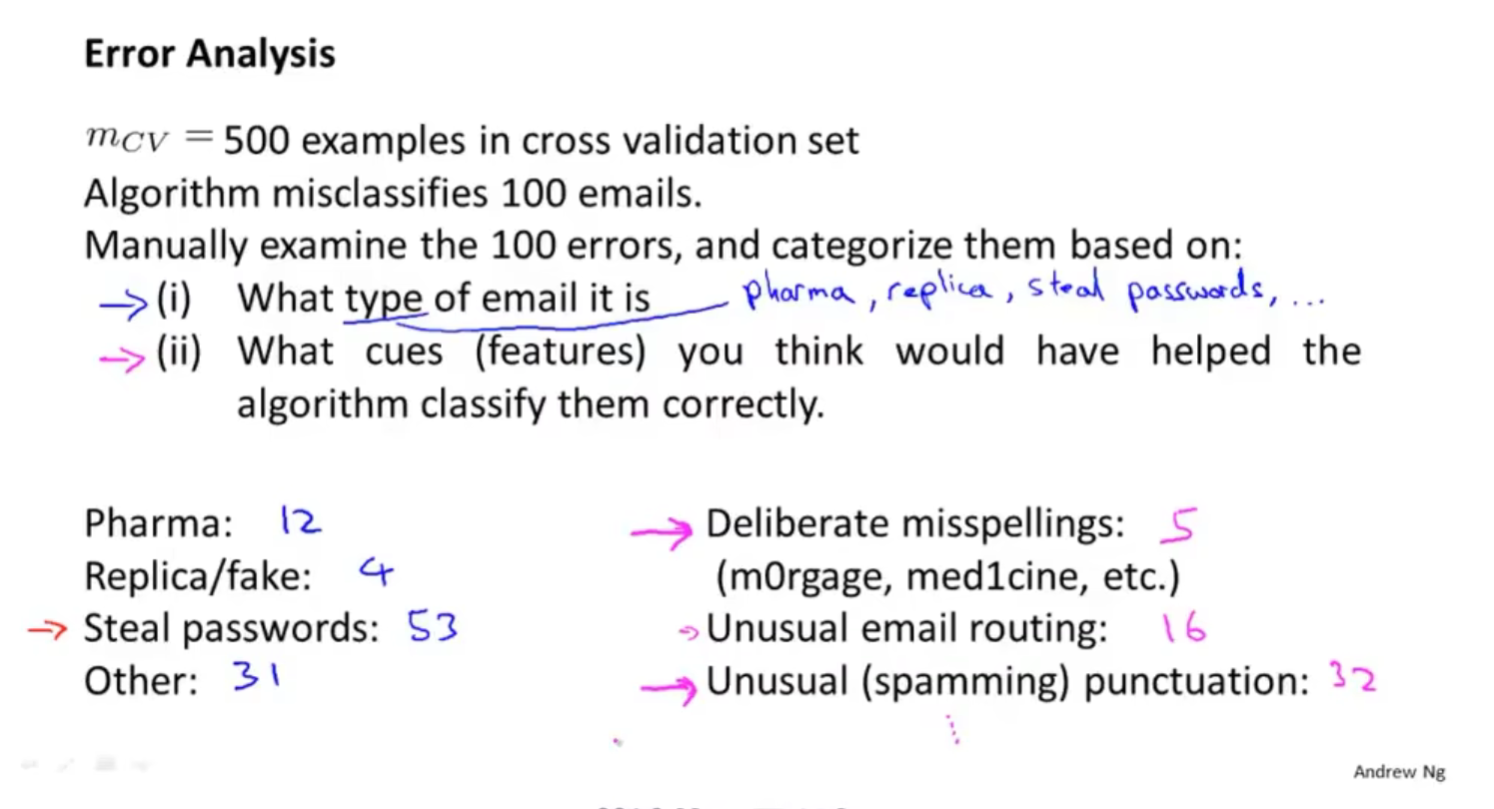 Error Analysis
m_CV = 500 examples in cross validation set
Algorithm misclassifies 100 emails.
Manually examine the 100 errors, and categorize them based on:
→ (i) What type of email it is pharma, replica, steal passwords, ...
→ (ii) What cues (features) you think would have helped the
algorithm classify them correctly.
Pharma: 12
Replica/fake: 4
→ Steal passwords: 53
Other: 31
→ Deliberate misspellings: 5
(m0rgage, med1cine, etc.)
→ Unusual email routing: 16
→ Unusual (spamming) punctuation: 32
Andrew Ng